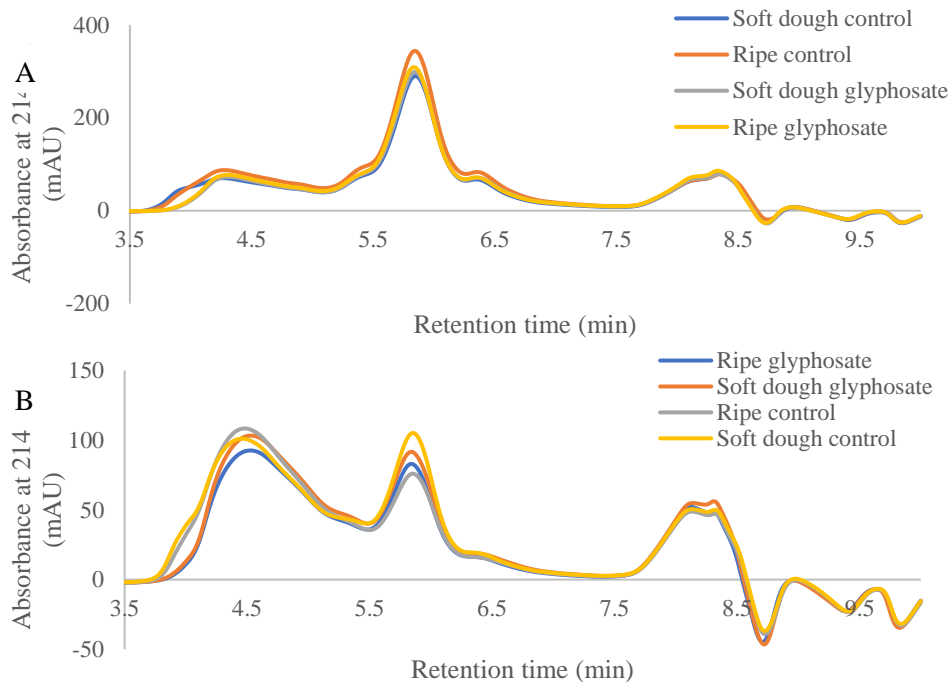 A
Absorbance at 21
(mAU)
400
200
0
-200
3.5 4.5 5.5 6.5 7.5 8.5 9.5
Retention time (min)
Soft dough control
Ripe control
Soft dough glyphosate
Ripe glyphosate
B
Absorbance at 214
(mAU)
150
100
50
0
-50
3.5 4.5 5.5 6.5 7.5 8.5 9.5
Retention time (min)
Ripe glyphosate
Soft dough glyphosate
Ripe control
Soft dough control